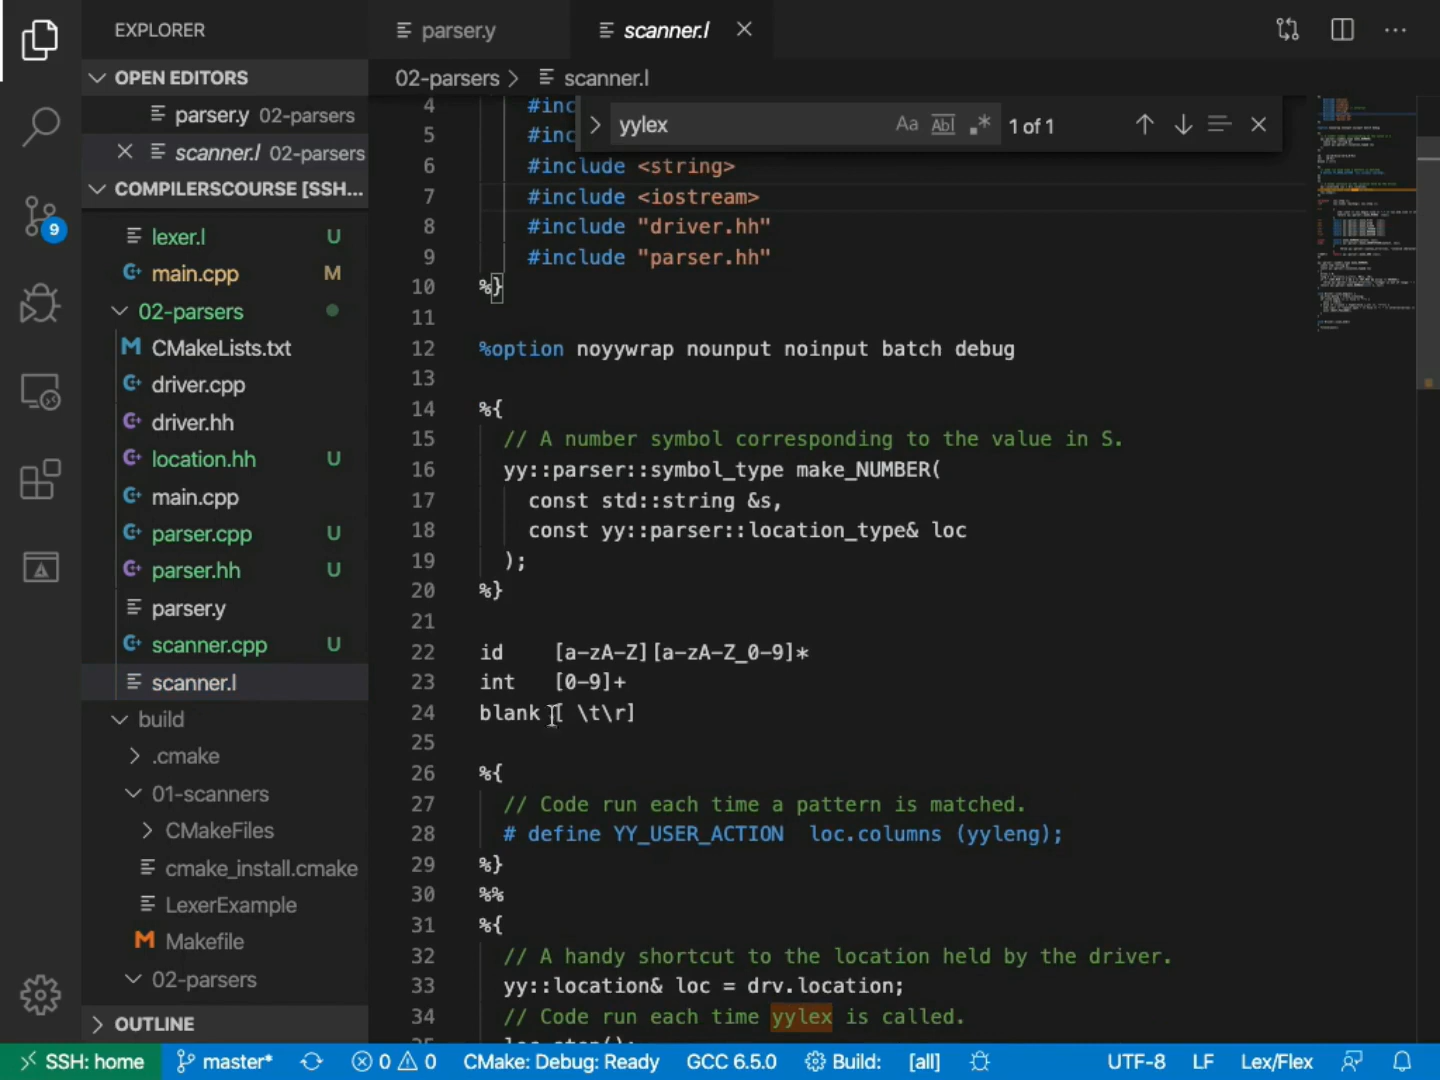 EXPLORER
OPEN EDITORS
parser.y 02-parsers
scanner.l 02-parsers
COMPILERSCOURSE [SSH...
lexer.l U
main.cpp M
02-parsers
CMakeLists.txt
driver.cpp
driver.hh
location.hh U
main.cpp
parser.cpp U
parser.hh U
parser.y
scanner.cpp U
scanner.l
build
.cmake
01-scanners
CMakeFiles
cmake_install.cmake
LexerExample
Makefile
02-parsers
OUTLINE
9
parser.y scanner.l
02-parsers > scanner.l
yylex Aa Abl .* 1 of 1
4 #inc
5 #inc
6 #include <string>
7 #include <iostream>
8 #include "driver.hh"
9 #include "parser.hh"
10 %}
11
12 %option noyywrap nounput noinput batch debug
13
14 %{
15 // A number symbol corresponding to the value in S.
16 yy::parser::symbol_type make_NUMBER(
17 const std::string &s,
18 const yy::parser::location_type& loc
19 );
20 %}
21
22 id [a-zA-Z][a-zA-Z_0-9]*
23 int [0-9]+
24 blank [ \t\r]
25
26 %{
27 // Code run each time a pattern is matched.
28 # define YY_USER_ACTION loc.columns (yyleng);
29 %}
30 %%
31 %{
32 // A handy shortcut to the location held by the driver.
33 yy::location& loc = drv.location;
34 // Code run each time yylex is called.
SSH: home master* 0 0 CMake: Debug: Ready GCC 6.5.0 Build: [all] UTF-8 LF Lex/Flex